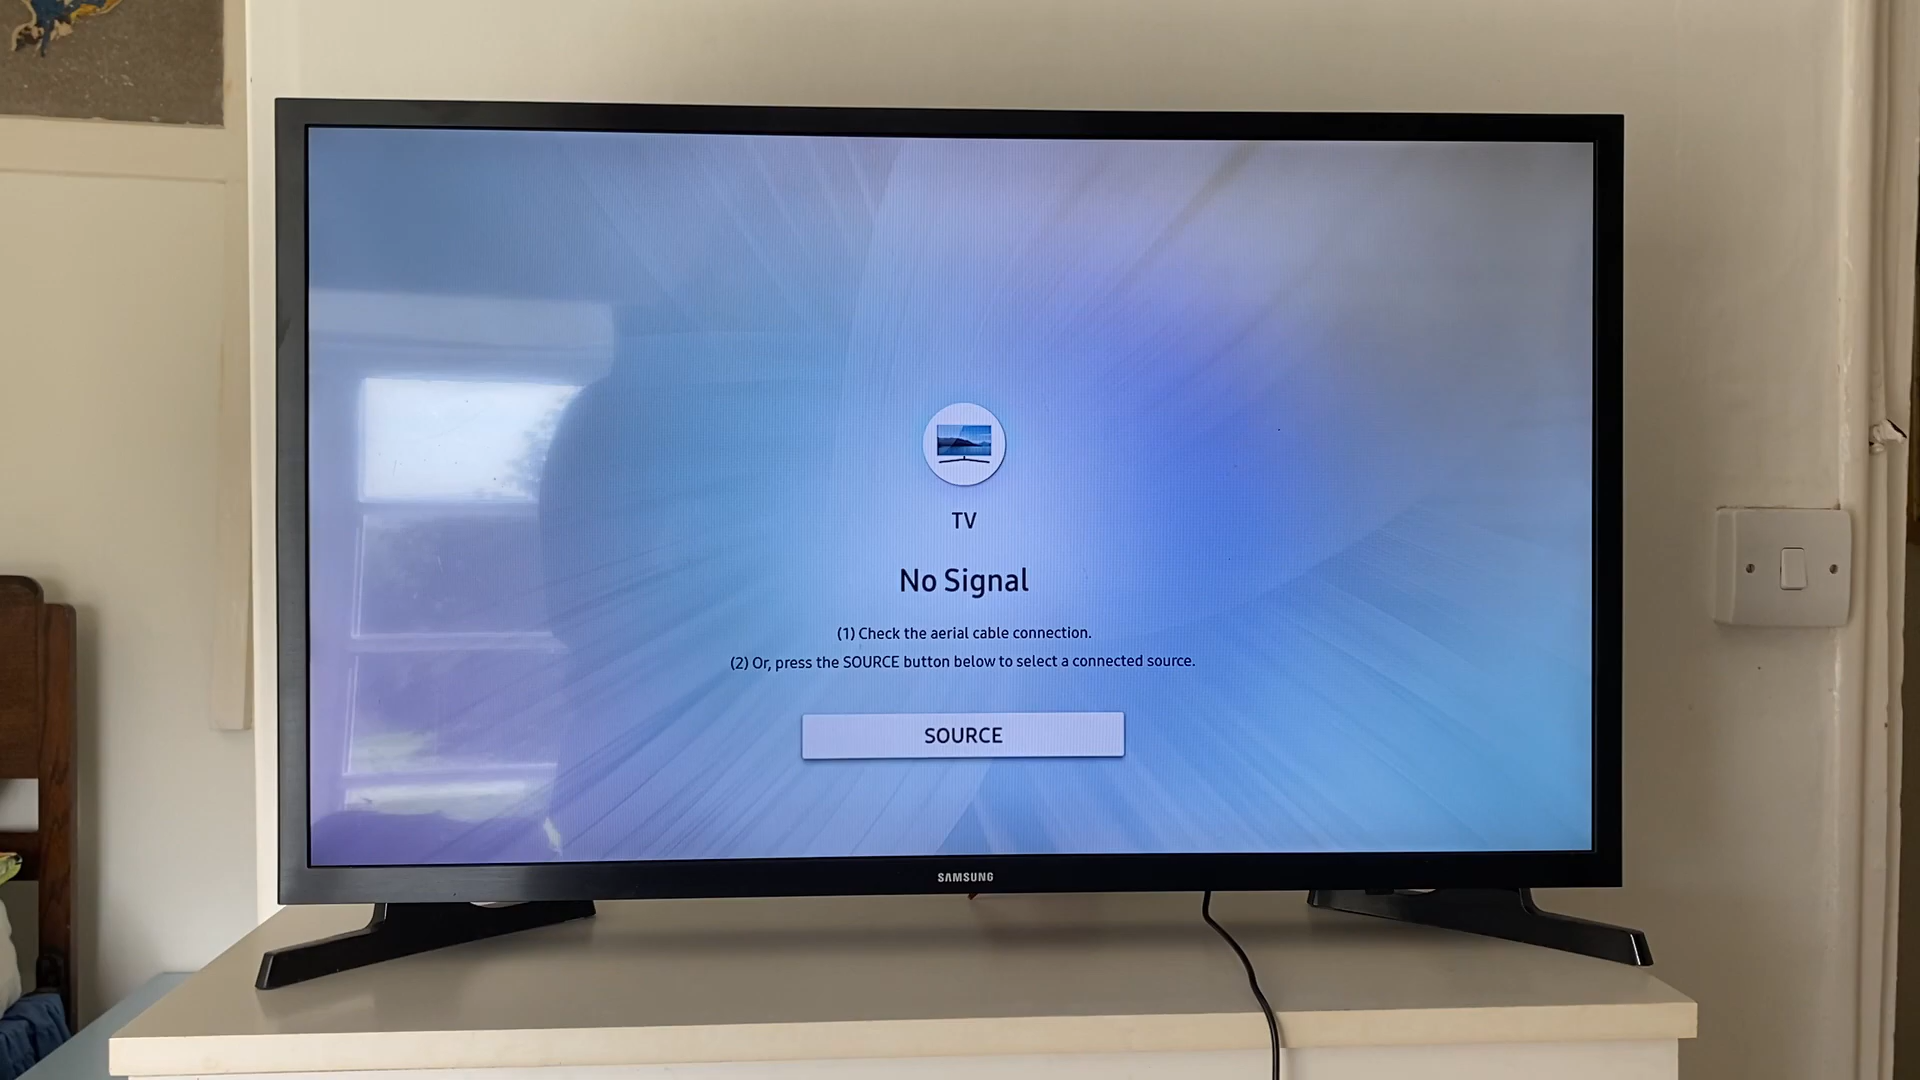 TV
No Signal
(1) Check the aerial cable connection.
(2) Or, press the SOURCE button below to select a connected source.
SOURCE
SAMSUNG